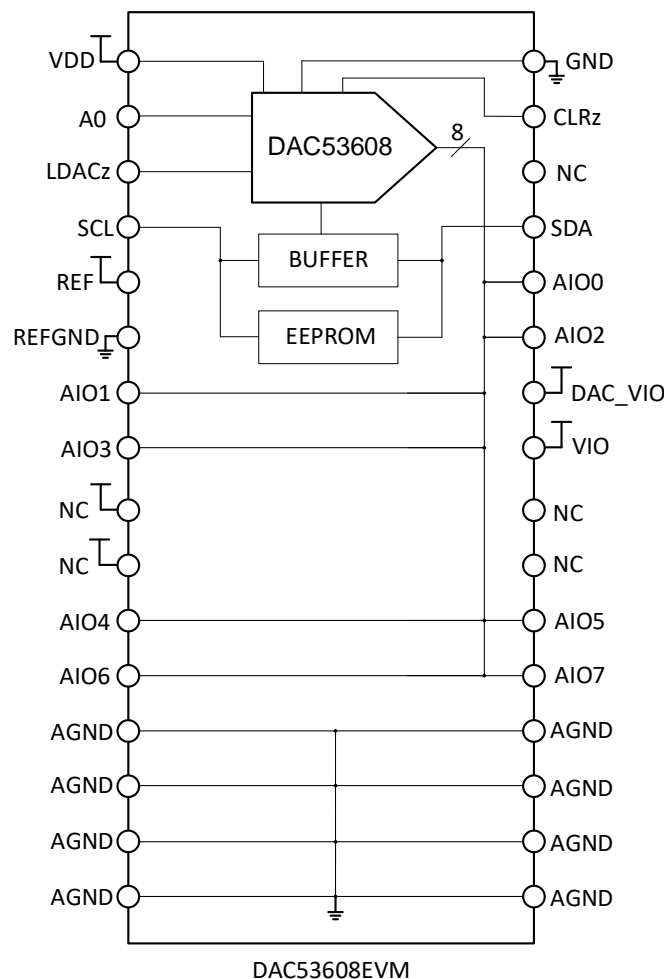 VDD
GND
A0
CLRz
DAC53608
8
LDACz
NC
SCL
SDA
BUFFER
REF
AIO0
EEPROM
REFGND
AIO2
AIO1
DAC_VIO
AIO3
VIO
NC
NC
NC
NC
AIO4
AIO5
AIO6
AIO7
AGND
AGND
AGND
AGND
AGND
AGND
AGND
AGND
DAC53608EVM